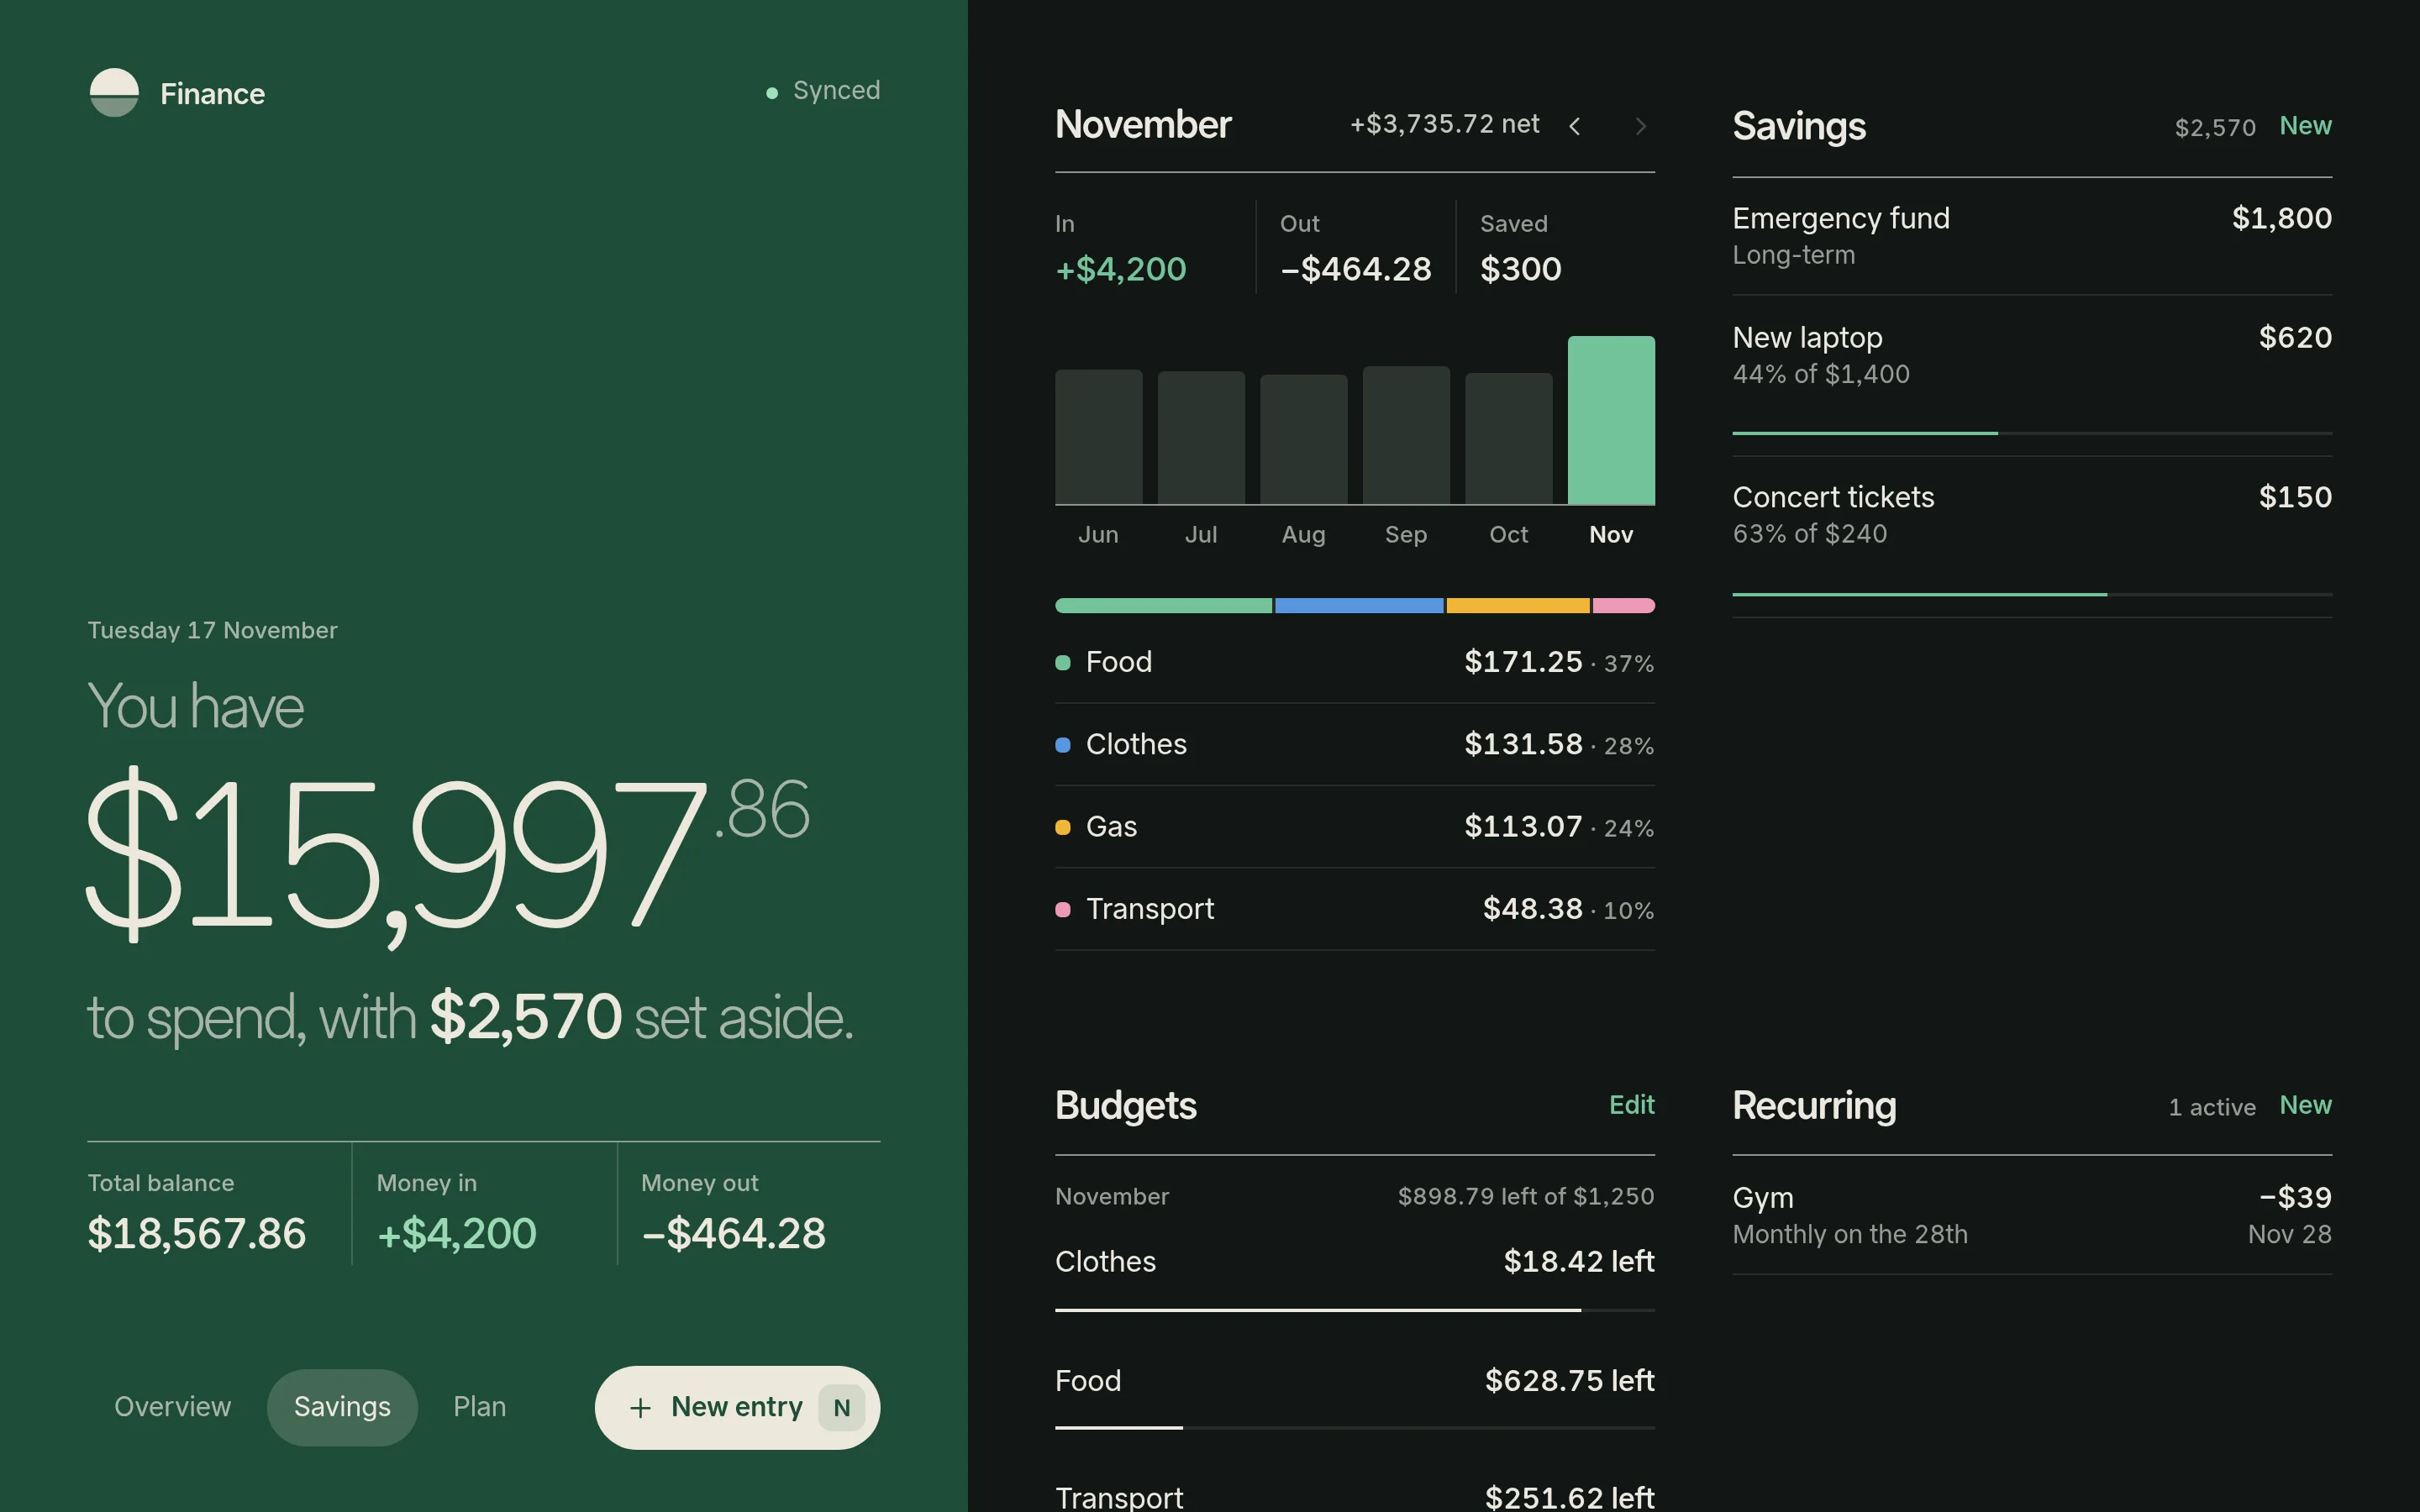 Finance
Synced
Tuesday 17 November
You have
$15,997.86
to spend, with $2,570 set aside.
Total balance
$18,567.86
Money in
+$4,200
Money out
−$464.28
Overview
Savings
Plan
+ New entry N
November
+$3,735.72 net
In
+$4,200
Out
−$464.28
Saved
$300
Jun Jul Aug Sep Oct Nov
Food $171.25 · 37%
Clothes $131.58 · 28%
Gas $113.07 · 24%
Transport $48.38 · 10%
Savings $2,570 New
Emergency fund $1,800
Long-term
New laptop $620
44% of $1,400
Concert tickets $150
63% of $240
Budgets Edit
November $898.79 left of $1,250
Clothes $18.42 left
Food $628.75 left
Transport $251.62 left
Recurring 1 active New
Gym −$39
Monthly on the 28th Nov 28